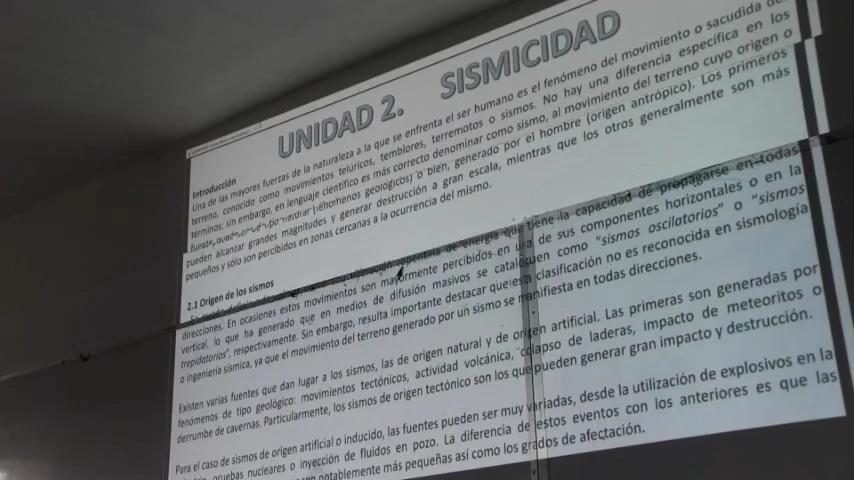 UNIDAD 2. SISMICIDAD
Introducción
Una de las mayores fuerzas de la naturaleza a la que se enfrenta el ser humano es el fenómeno del movimiento o sacudida del
terreno, conocido como movimientos telúricos, temblores, terremotos o sismos. No hay una diferencia específica en los
términos; sin embargo, en lenguaje científico es más correcto denominar como sismo, al movimiento del terreno cuyo origen o
fenómenos geológicos) o bien, generado por el hombre (origen antrópico). Los primeros
pueden alcanzar grandes magnitudes y generar destrucción a gran escala, mientras que los otros generalmente son más
pequeños y sólo son percibidos en zonas cercanas a la ocurrencia del mismo.
2.1 Origen de los sismos
repentina de energía que tiene la capacidad de propagarse en todas
direcciones. En ocasiones estos movimientos son mayormente percibidos en una de sus componentes horizontales o en la
vertical, lo que ha generado que en medios de difusión masivos se cataloguen como "sismos oscilatorios" o "sismos
trepidatorios", respectivamente. Sin embargo, resulta importante destacar que esta clasificación no es reconocida en sismología
o ingeniería sísmica, ya que el movimiento del terreno generado por un sismo se manifiesta en todas direcciones.
Existen varias fuentes que dan lugar a los sismos, las de origen natural y de origen artificial. Las primeras son generadas por
fenómenos de tipo geológico: movimientos tectónicos, actividad volcánica, colapso de laderas, impacto de meteoritos o
derrumbe de cavernas. Particularmente, los sismos de origen tectónico son los que pueden generar gran impacto y destrucción.
Para el caso de sismos de origen artificial o inducido, las fuentes pueden ser muy variadas, desde la utilización de explosivos en la
pruebas nucleares o inyección de fluidos en pozo. La diferencia de estos eventos con los anteriores es que las
notablemente más pequeñas así como los grados de afectación.